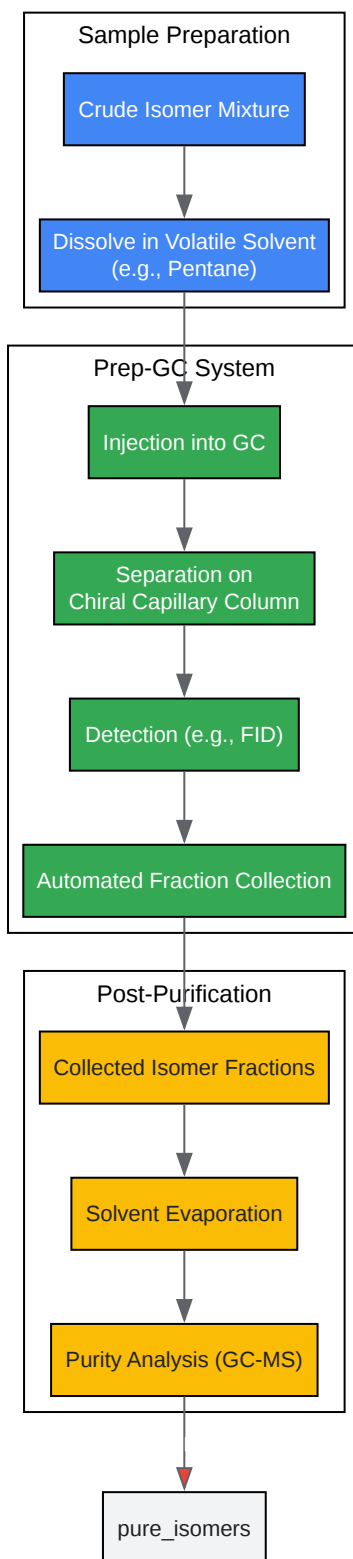 Sample Preparation
Crude Isomer Mixture
Dissolve in Volatile Solvent
(e.g., Pentane)
Prep-GC System
Injection into GC
Separation on
Chiral Capillary Column
Detection (e.g., FID)
Automated Fraction Collection
Post-Purification
Collected Isomer Fractions
Solvent Evaporation
Purity Analysis (GC-MS)
pure_isomers